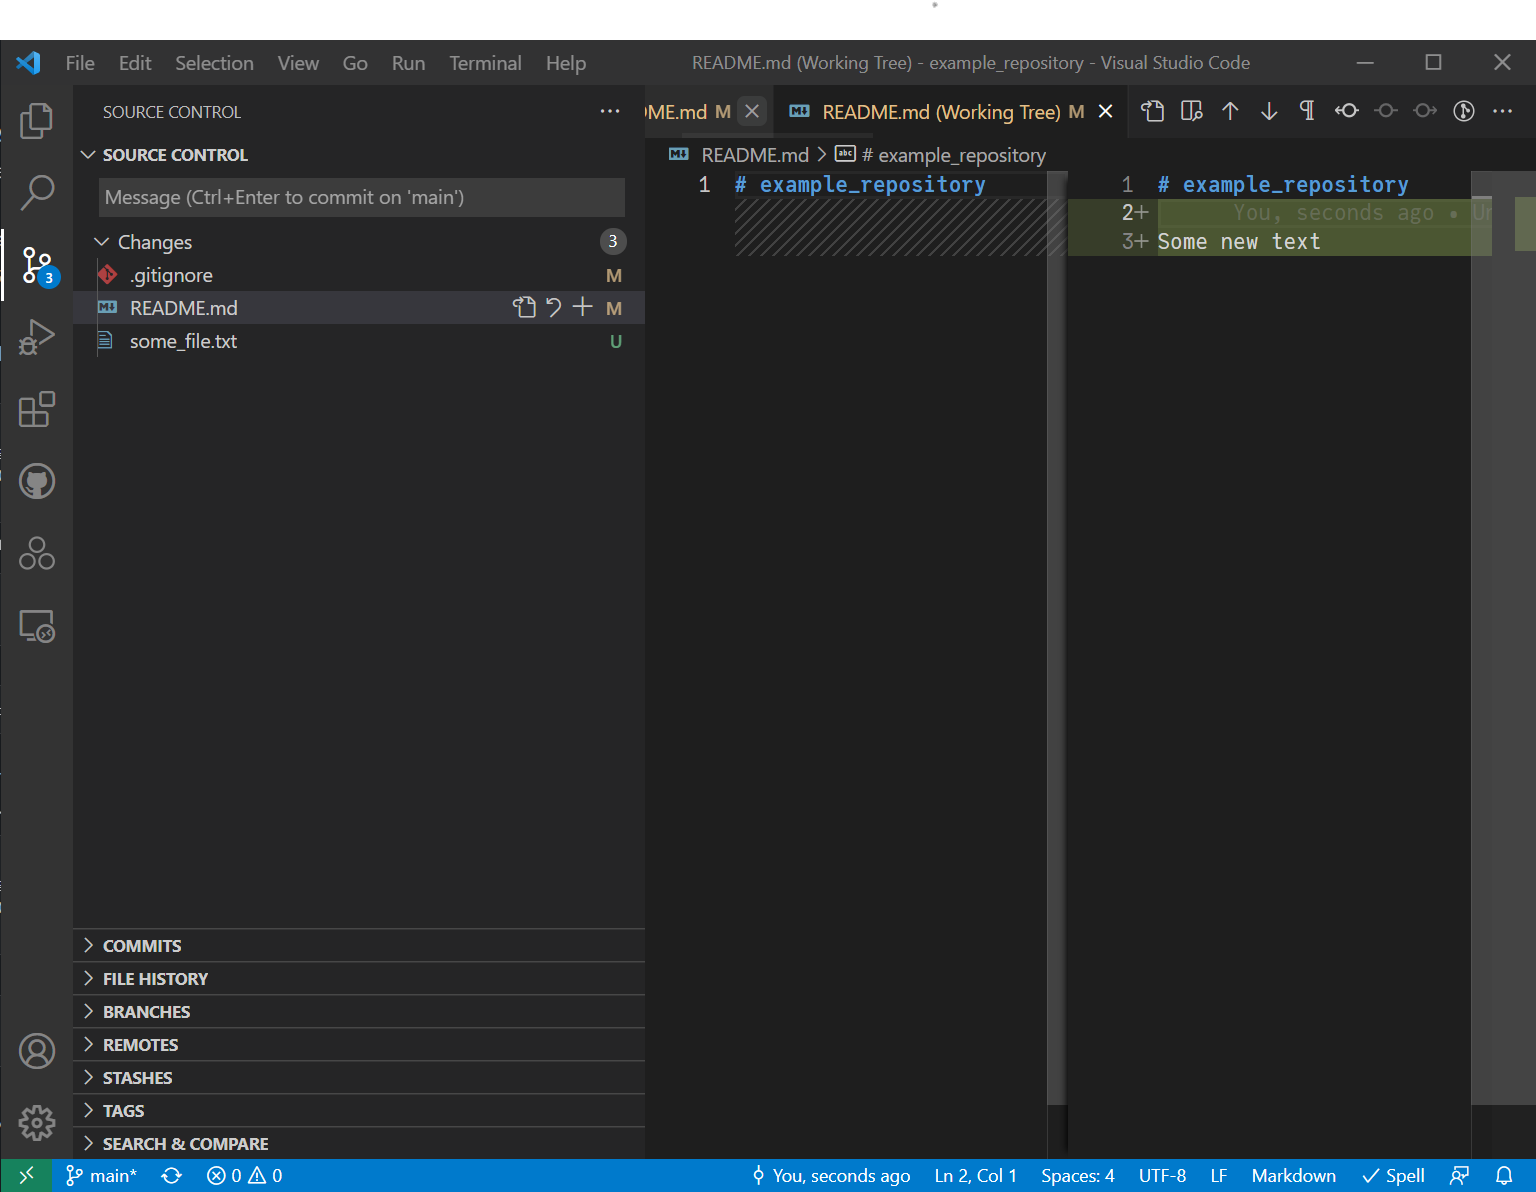 File Edit Selection View Go Run Terminal Help README.md (Working Tree) - example_repository - Visual Studio Code
SOURCE CONTROL
SOURCE CONTROL
Message (Ctrl+Enter to commit on 'main')
Changes 3
.gitignore M
README.md M
some_file.txt U
3
COMMITS
FILE HISTORY
BRANCHES
REMOTES
STASHES
TAGS
SEARCH & COMPARE
DME.md M README.md (Working Tree) M
README.md > # example_repository
1 # example_repository
1 # example_repository
2+ You, seconds ago • Un
3+ Some new text
main* 0 0 You, seconds ago Ln 2, Col 1 Spaces: 4 UTF-8 LF Markdown Spell